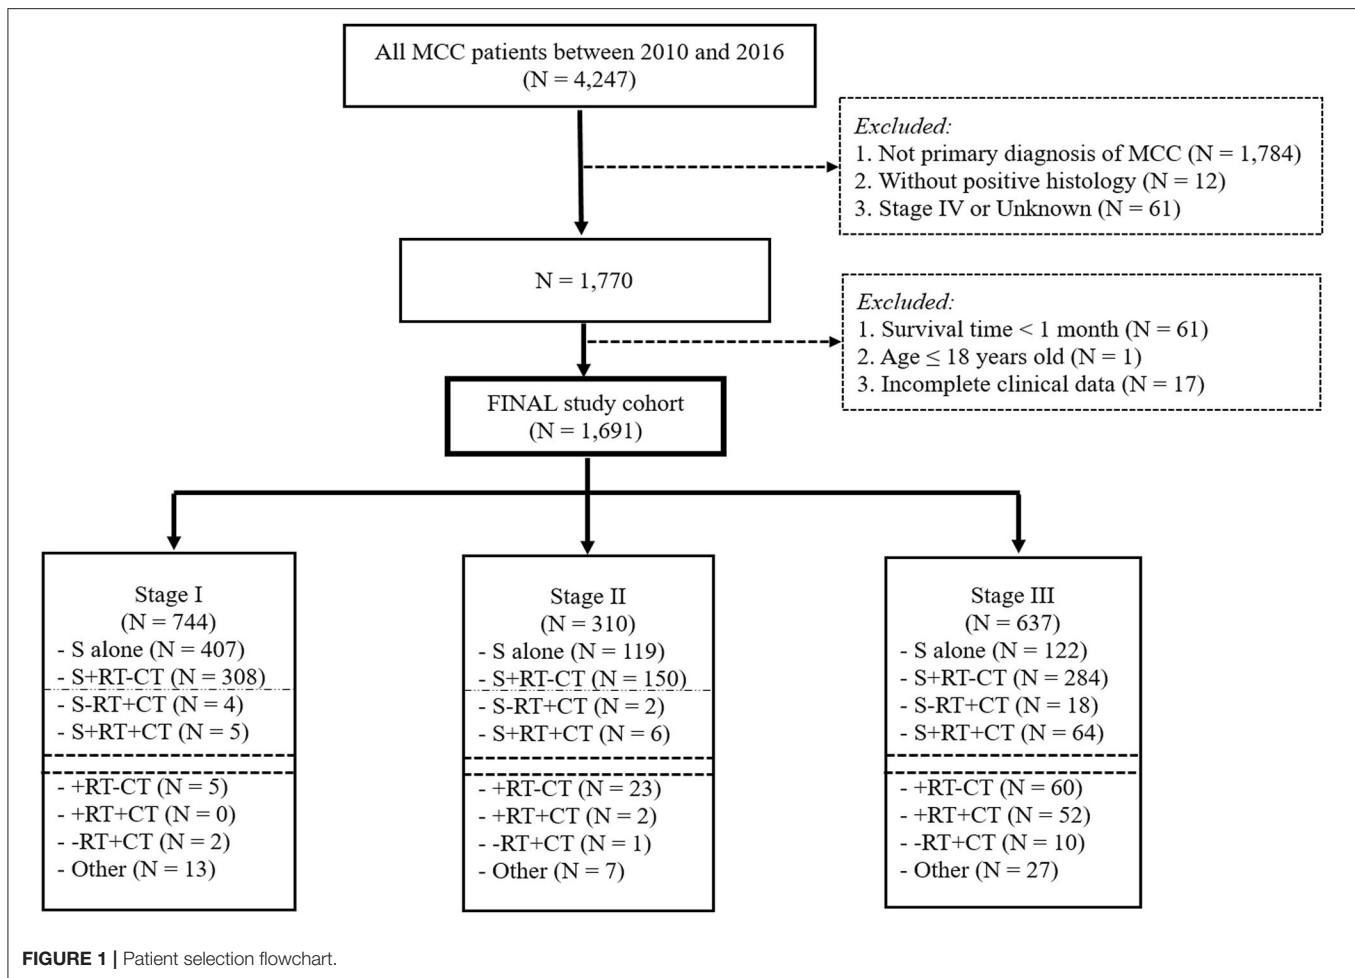 All MCC patients between 2010 and 2016
(N = 4,247)
Excluded:
1. Not primary diagnosis of MCC (N = 1,784)
2. Without positive histology (N = 12)
3. Stage IV or Unknown (N = 61)
N = 1,770
Excluded:
1. Survival time < 1 month (N = 61)
2. Age ≤ 18 years old (N = 1)
3. Incomplete clinical data (N = 17)
FINAL study cohort
(N = 1,691)
Stage I
(N = 744)
- S alone (N = 407)
- S+RT-CT (N = 308)
- S-RT+CT (N = 4)
- S+RT+CT (N = 5)
- +RT-CT (N = 5)
- +RT+CT (N = 0)
- -RT+CT (N = 2)
- Other (N = 13)
Stage II
(N = 310)
- S alone (N = 119)
- S+RT-CT (N = 150)
- S-RT+CT (N = 2)
- S+RT+CT (N = 6)
- +RT-CT (N = 23)
- +RT+CT (N = 2)
- -RT+CT (N = 1)
- Other (N = 7)
Stage III
(N = 637)
- S alone (N = 122)
- S+RT-CT (N = 284)
- S-RT+CT (N = 18)
- S+RT+CT (N = 64)
- +RT-CT (N = 60)
- +RT+CT (N = 52)
- -RT+CT (N = 10)
- Other (N = 27)
FIGURE 1 | Patient selection flowchart.